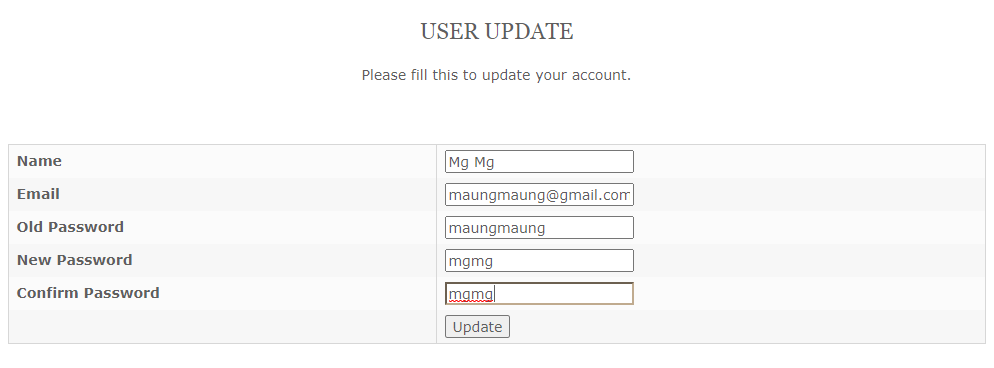 USER UPDATE
Please fill this to update your account.
Name Mg Mg
Email maungmaung@gmail.com
Old Password maungmaung
New Password mgmg
Confirm Password mgmg
Update